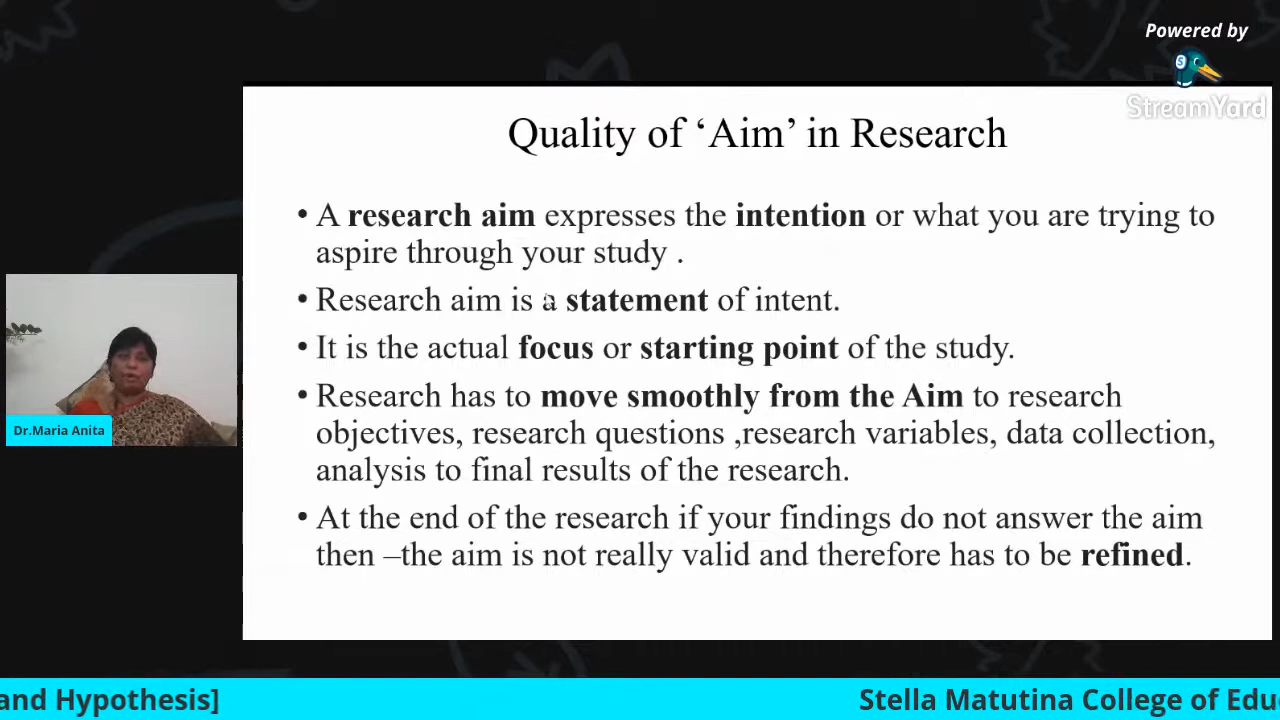 Powered by
StreamYard
Quality of ‘Aim’ in Research
• A research aim expresses the intention or what you are trying to
aspire through your study .
• Research aim is a statement of intent.
• It is the actual focus or starting point of the study.
• Research has to move smoothly from the Aim to research
objectives, research questions ,research variables, data collection,
analysis to final results of the research.
• At the end of the research if your findings do not answer the aim
then –the aim is not really valid and therefore has to be refined.
Dr.Maria Anita
and Hypothesis]
Stella Matutina College of Edu